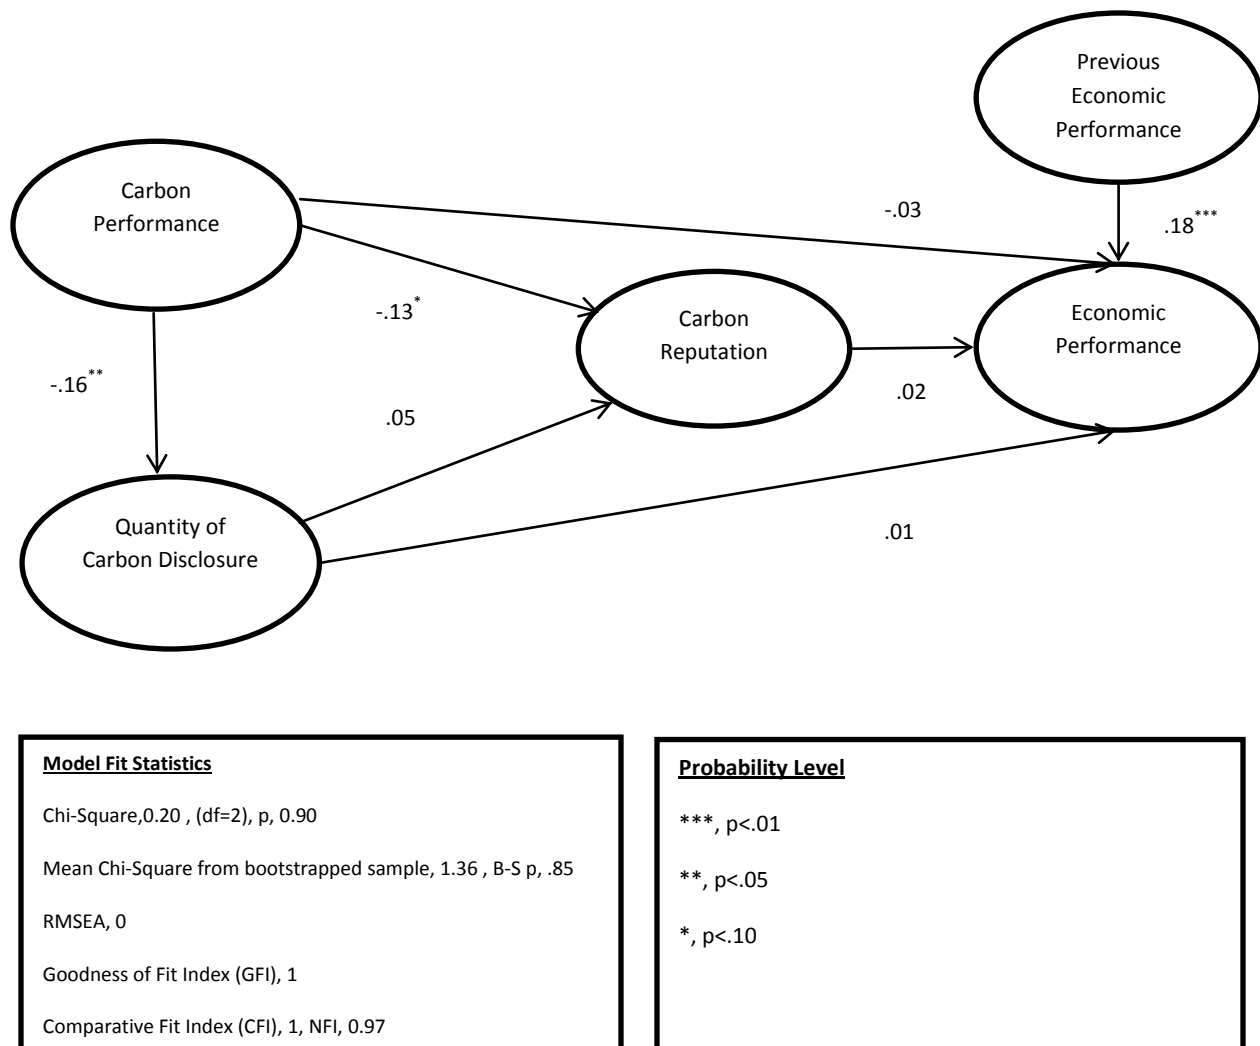 Previous
Economic
Performance
Carbon
Performance
-.03
.18***
-.13*
Carbon
Reputation
Economic
Performance
-.16**
.05
.02
Quantity of
Carbon Disclosure
.01
Model Fit Statistics
Chi-Square,0.20 , (df=2), p, 0.90
Mean Chi-Square from bootstrapped sample, 1.36 , B-S p, .85
RMSEA, 0
Goodness of Fit Index (GFI), 1
Comparative Fit Index (CFI), 1, NFI, 0.97
Probability Level
***, p<.01
**, p<.05
*, p<.10